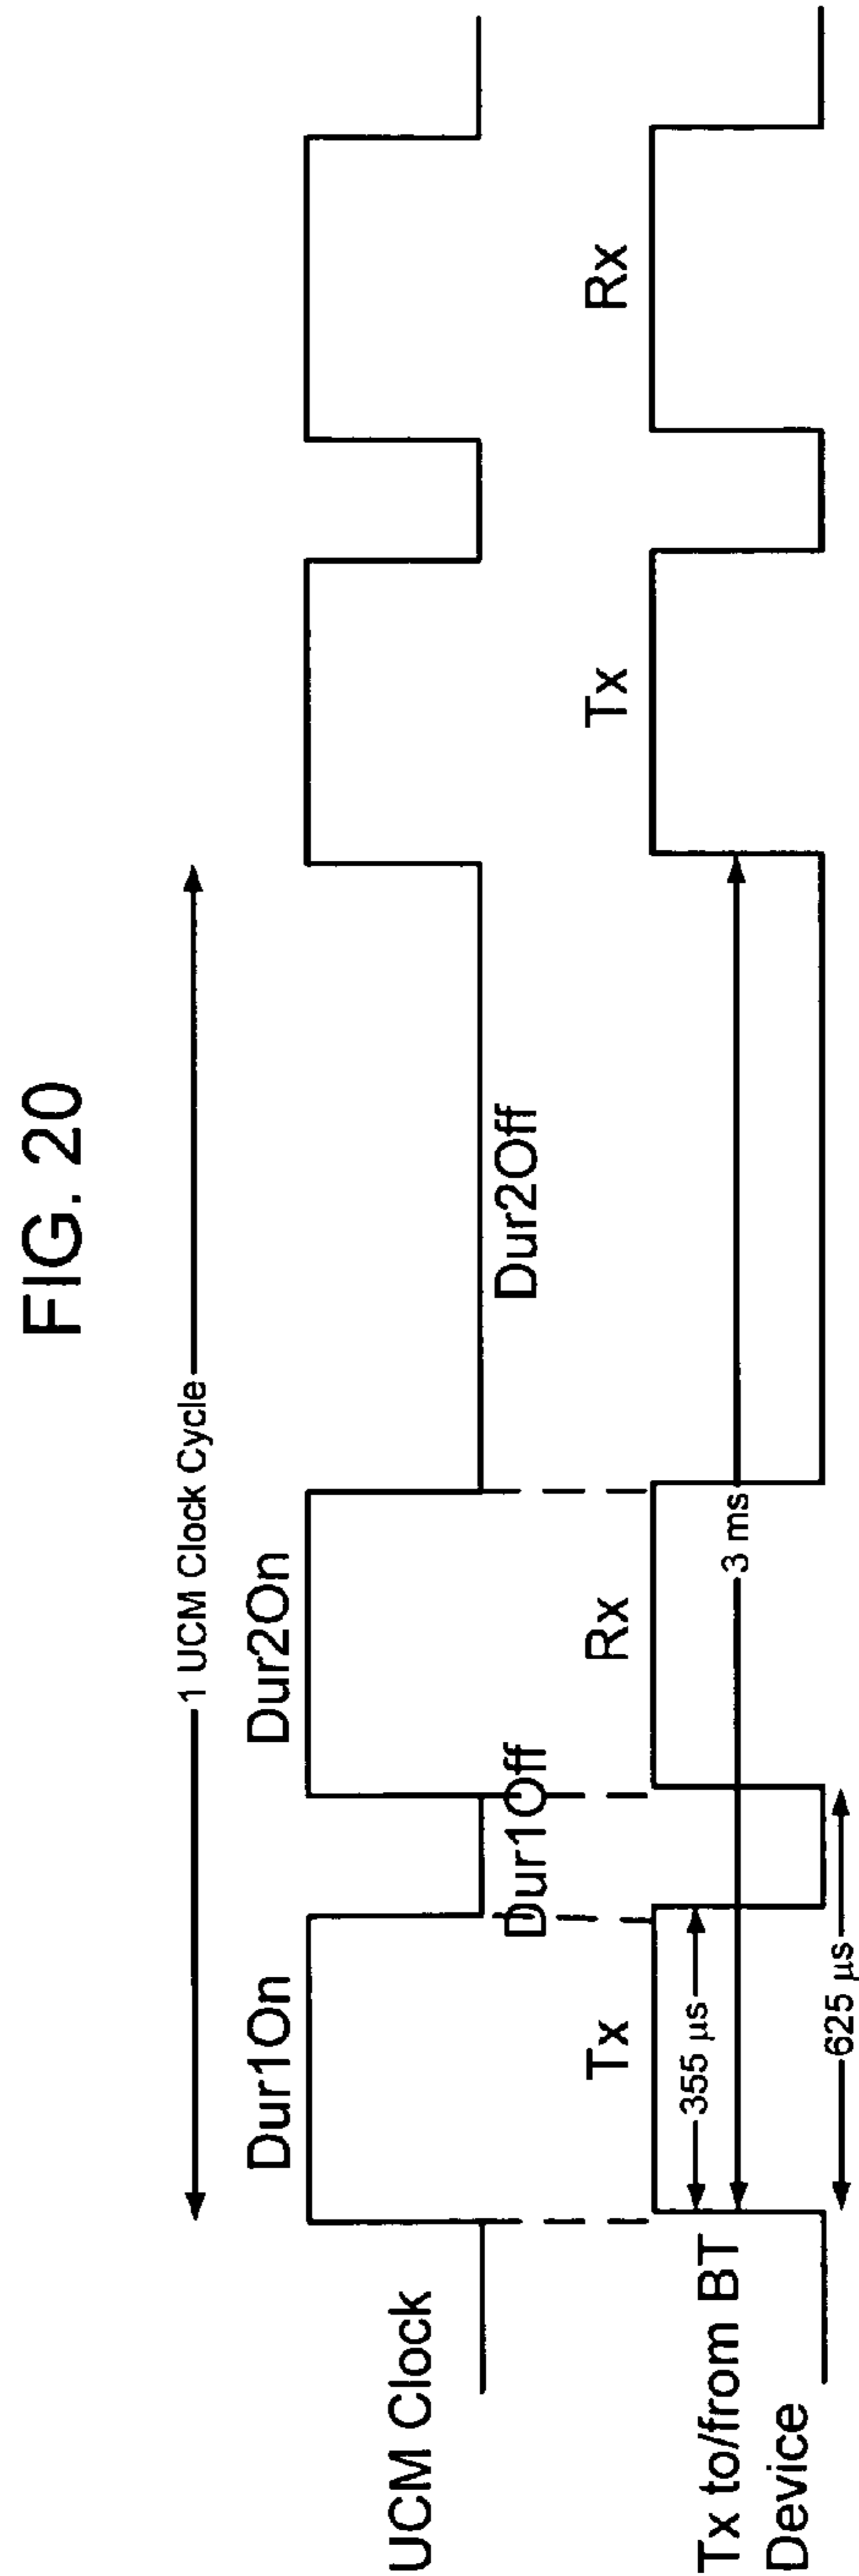 FIG. 20
1 UCM Clock Cycle
Dur1On
Dur2On
UCM Clock
Dur1Off
Dur2Off
Tx
Rx
Tx
Rx
Tx to/from BT
Device
355 μs
3 ms
625 μs